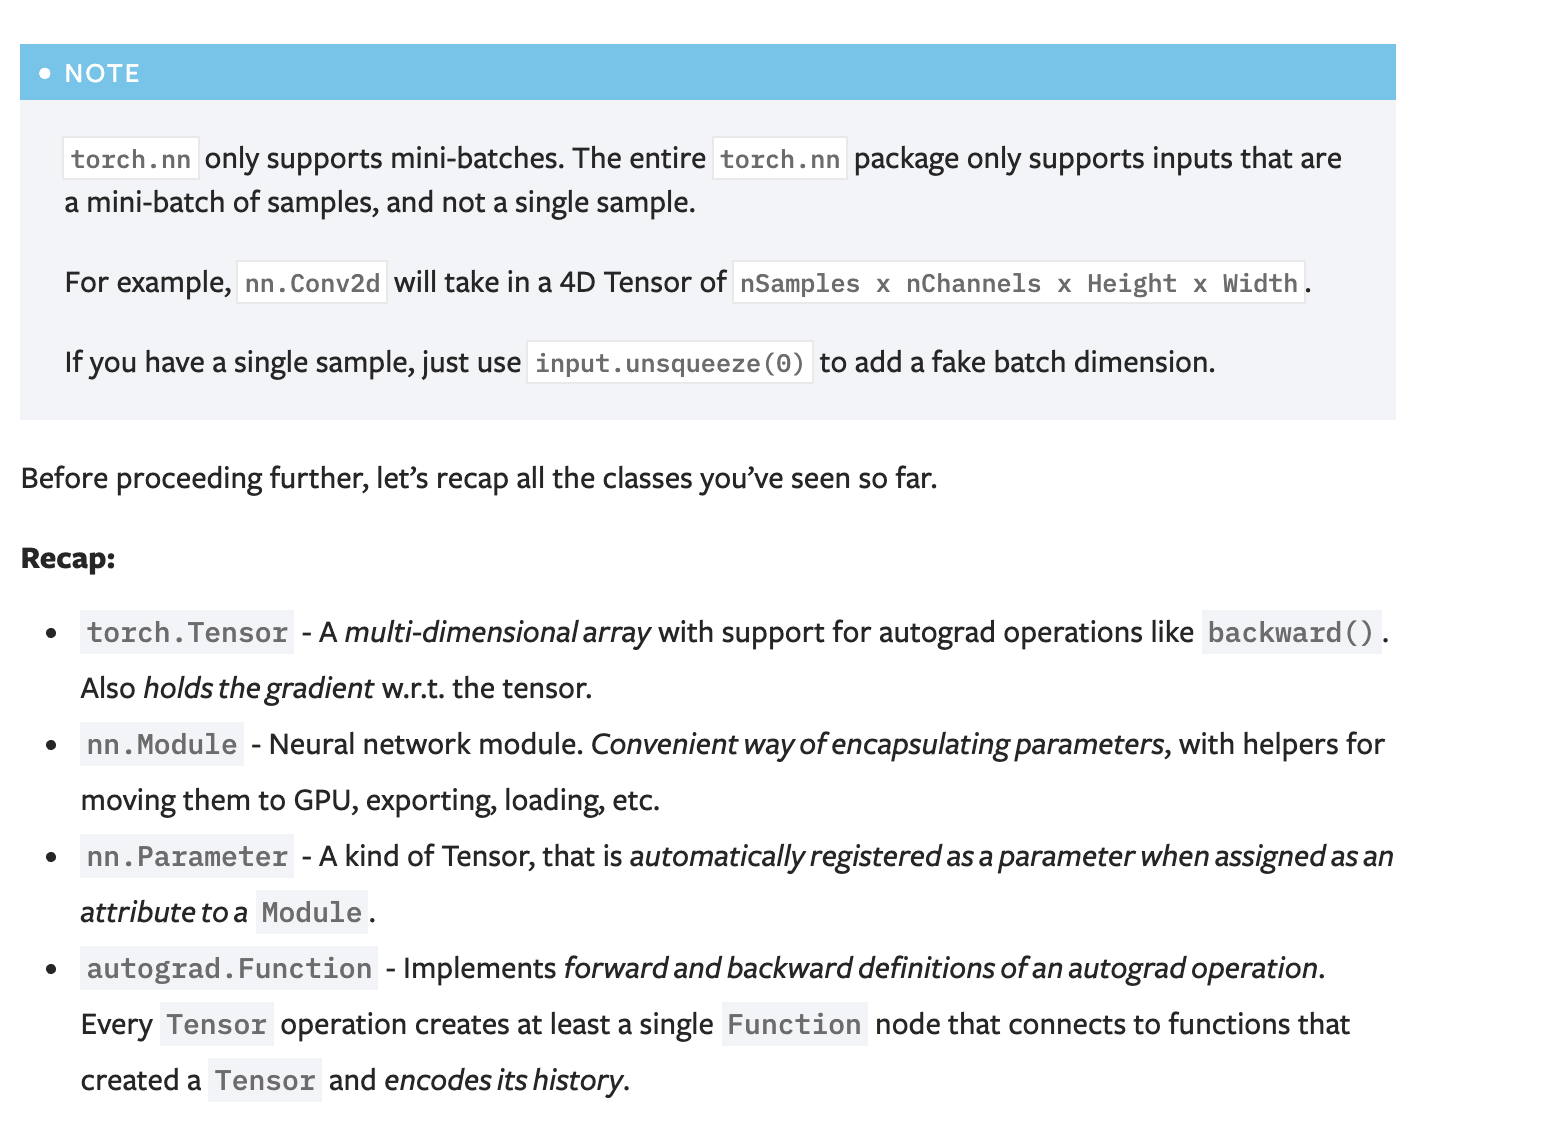 NOTE
torch.nn only supports mini-batches. The entire torch.nn package only supports inputs that are
a mini-batch of samples, and not a single sample.
For example, nn.Conv2d will take in a 4D Tensor of nSamples x nChannels x Height x Width.
If you have a single sample, just use input.unsqueeze(0) to add a fake batch dimension.
Before proceeding further, let’s recap all the classes you’ve seen so far.
Recap:
• torch.Tensor - A multi-dimensional array with support for autograd operations like backward().
Also holds the gradient w.r.t. the tensor.
• nn.Module - Neural network module. Convenient way of encapsulating parameters, with helpers for
moving them to GPU, exporting, loading, etc.
• nn.Parameter - A kind of Tensor, that is automatically registered as a parameter when assigned as an
attribute to a Module.
• autograd.Function - Implements forward and backward definitions of an autograd operation.
Every Tensor operation creates at least a single Function node that connects to functions that
created a Tensor and encodes its history.